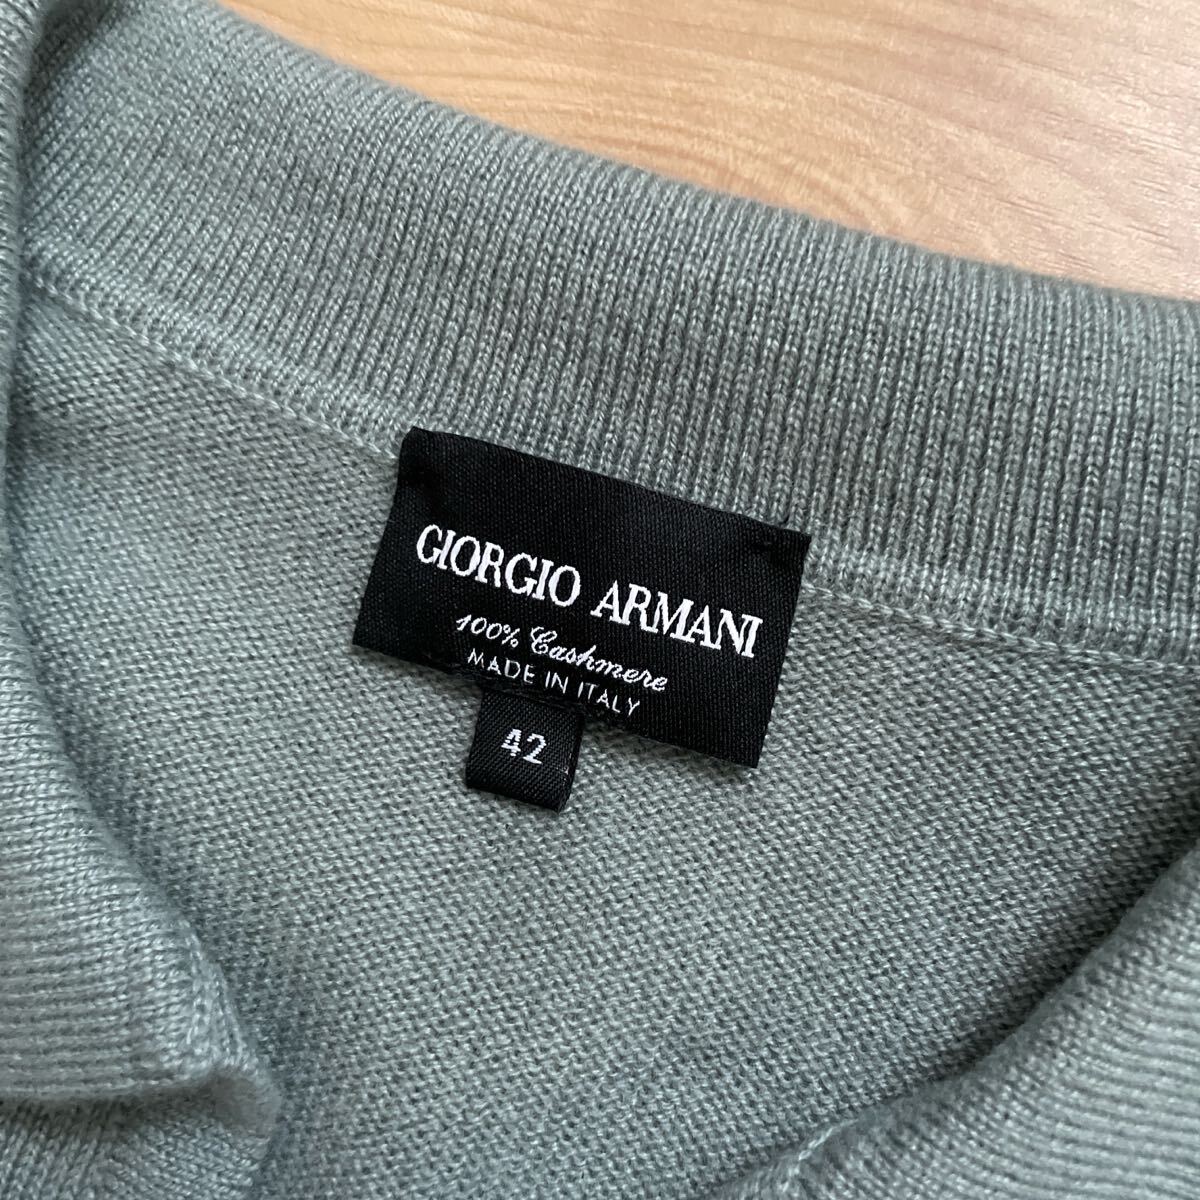 GIORGIO ARMANI
100% Cashmere
MADE IN ITALY
42